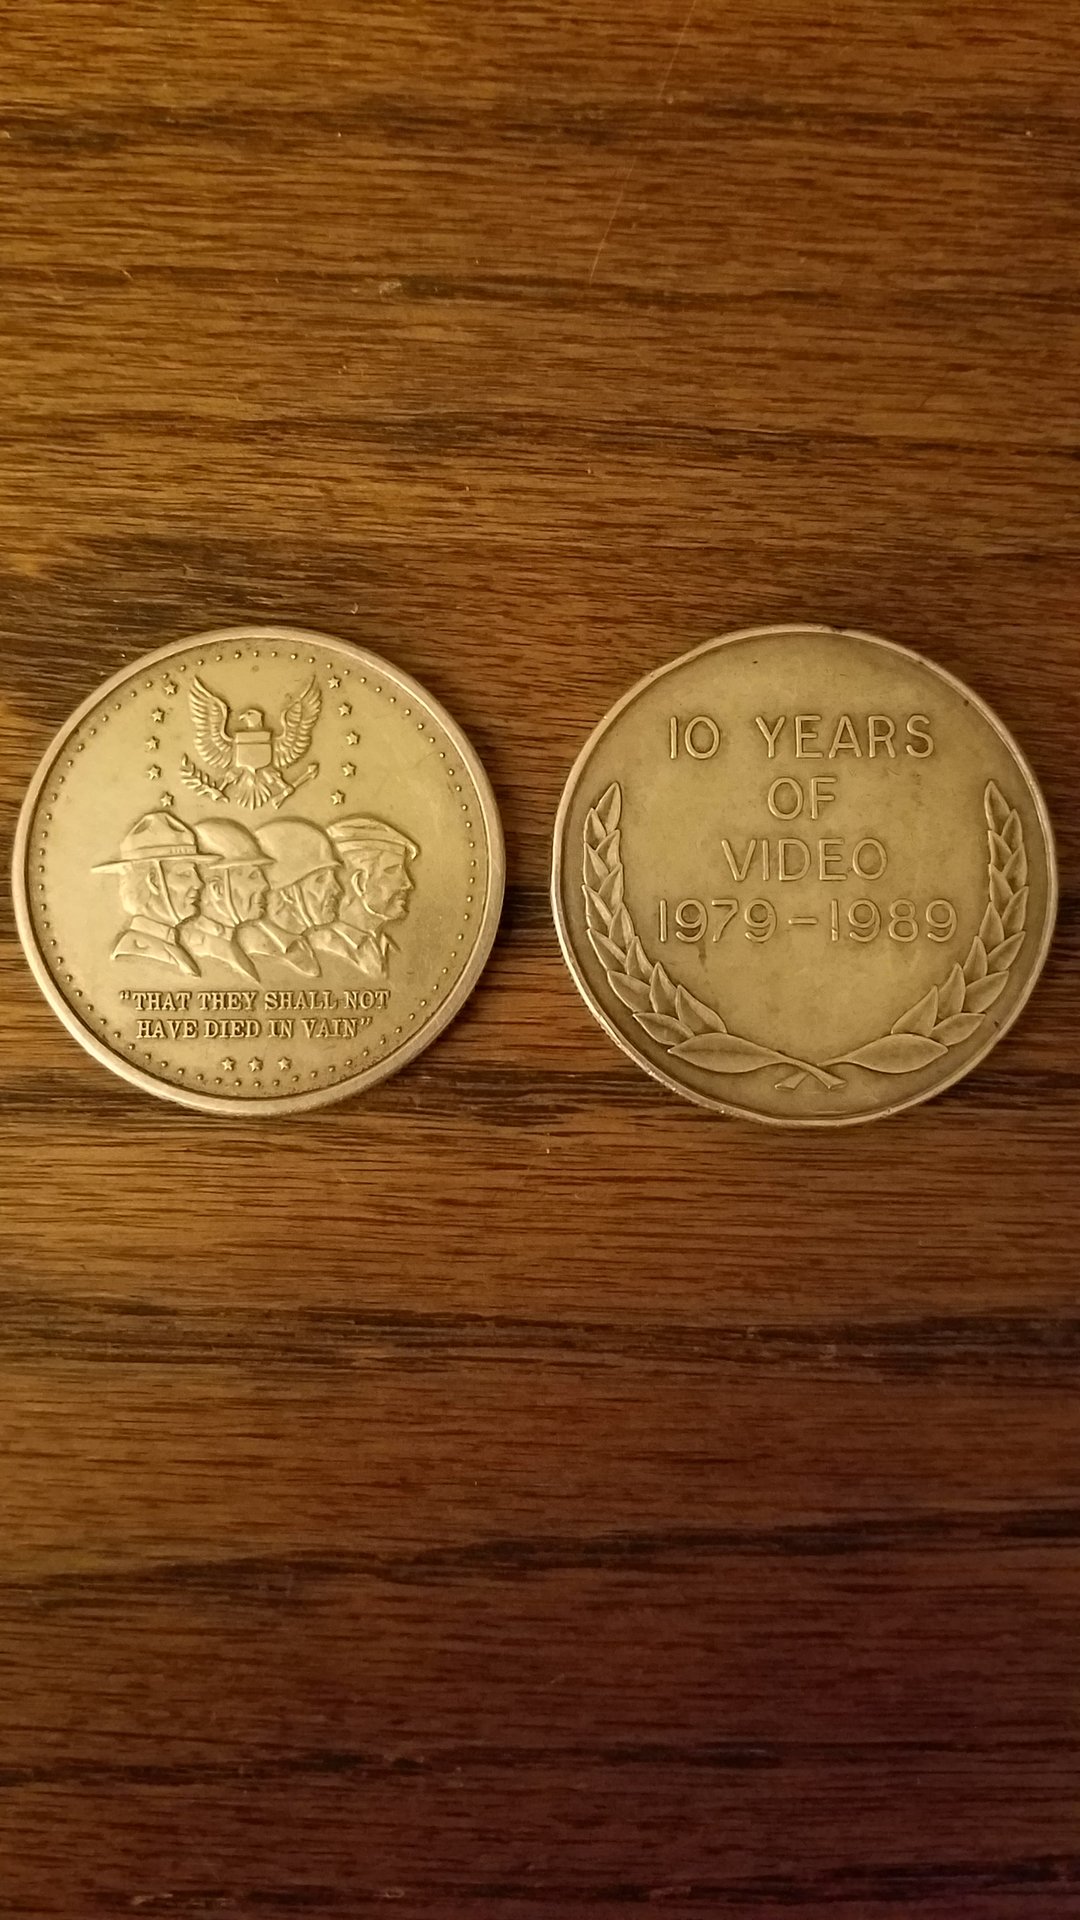 "THAT THEY SHALL NOT
HAVE DIED IN VAIN"
10 YEARS
OF
VIDEO
1979-1989